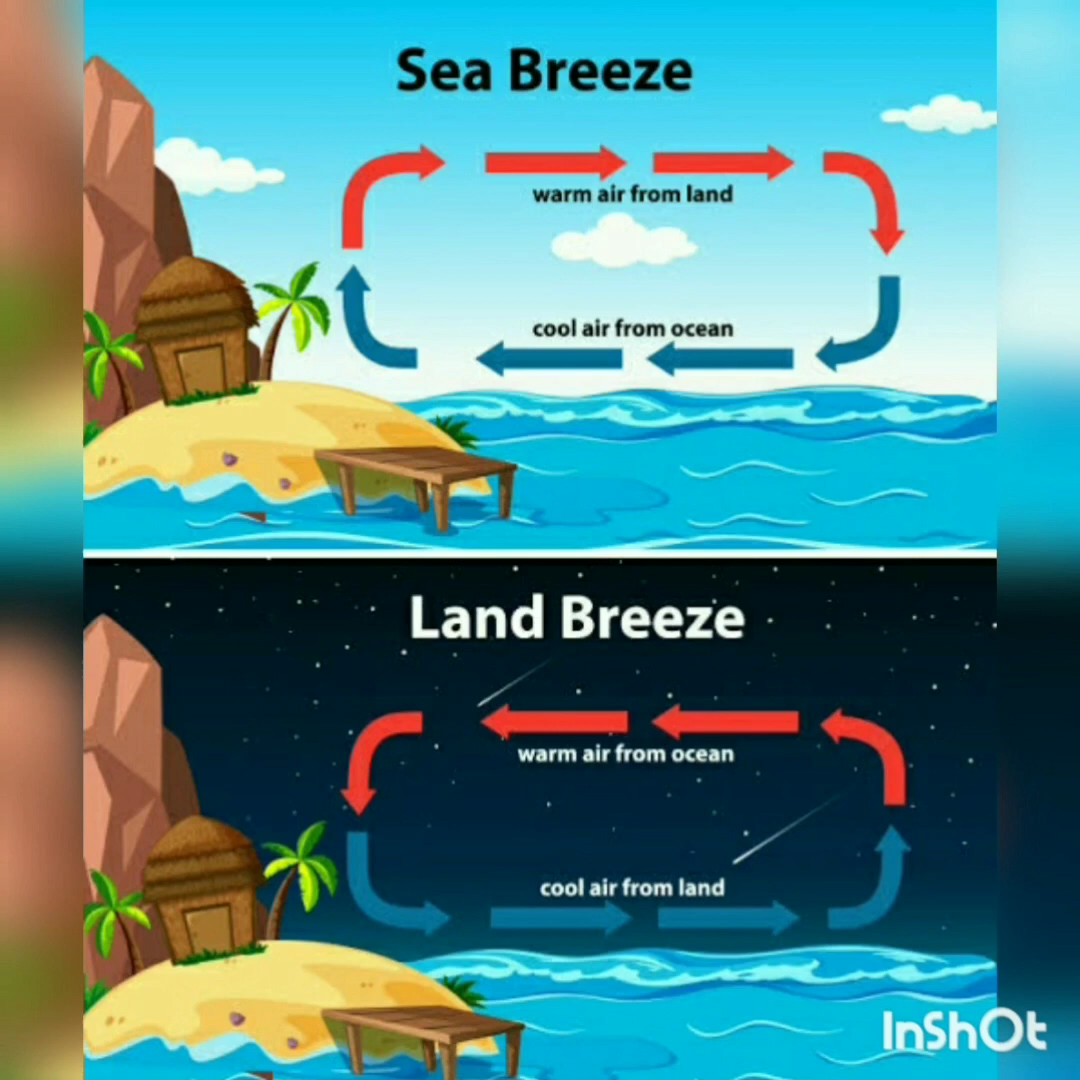 Sea Breeze
warm air from land
cool air from ocean
Land Breeze
warm air from ocean
cool air from land
InShOt